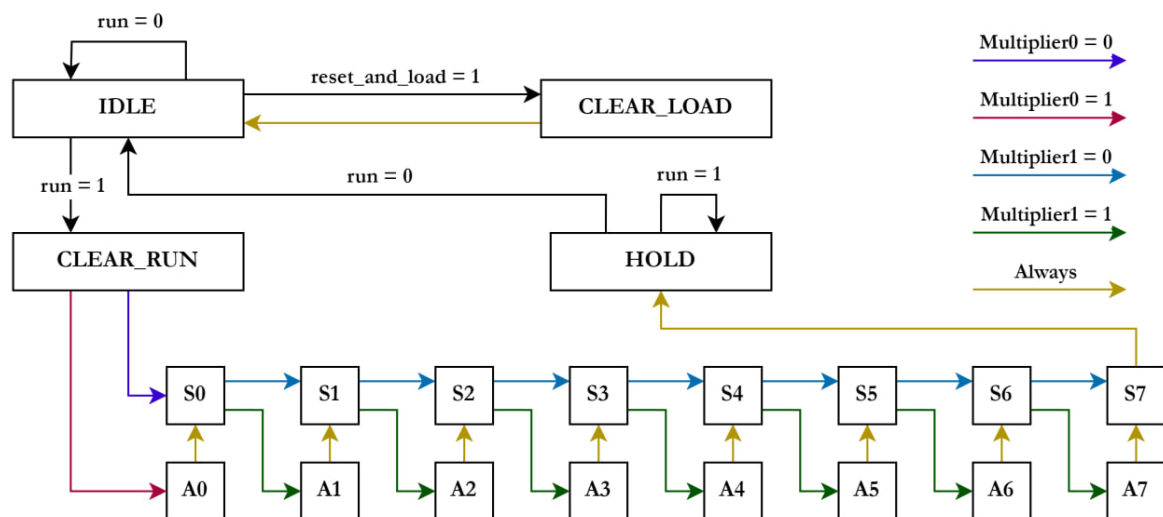 run = 0
Multiplier0 = 0
reset_and_load = 1
IDLE
CLEAR_LOAD
Multiplier0 = 1
run = 0
run = 1
Multiplier1 = 0
run = 1
Multiplier1 = 1
CLEAR_RUN
HOLD
Always
S0
S1
S2
S3
S4
S5
S6
S7
A0
A1
A2
A3
A4
A5
A6
A7